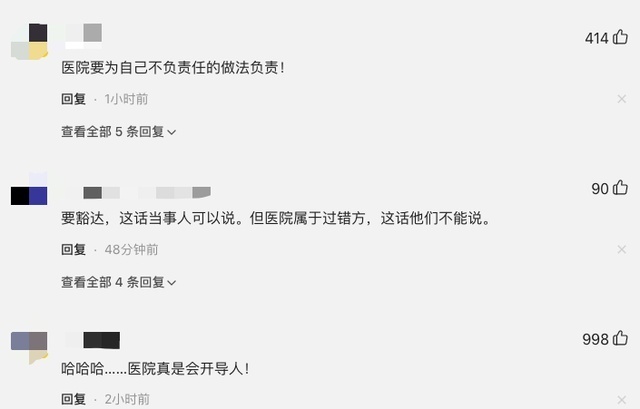 414
医院要为自己不负责任的做法负责！
回复 · 1小时前
查看全部 5 条回复
90
要豁达，这话当事人可以说。但医院属于过错方，这话他们不能说。
回复 · 48分钟前
查看全部 4 条回复
998
哈哈哈……医院真是会开导人！
回复 · 2小时前